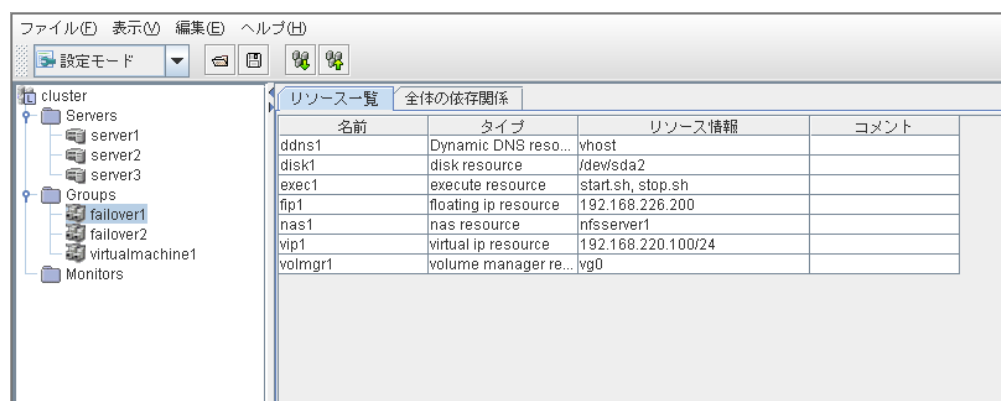 ファイル(F) 表示(V) 編集(E) ヘルプ(H)
設定モード
cluster
Servers
server1
server2
server3
Groups
failover1
failover2
virtualmachine1
Monitors
リソース一覧 全体の依存関係
名前 タイプ リソース情報 コメント
ddns1 Dynamic DNS reso... vhost
disk1 disk resource /dev/sda2
exec1 execute resource start.sh, stop.sh
fip1 floating ip resource 192.168.226.200
nas1 nas resource nfsserver1
vip1 virtual ip resource 192.168.220.100/24
volmgr1 volume manager re... vg0